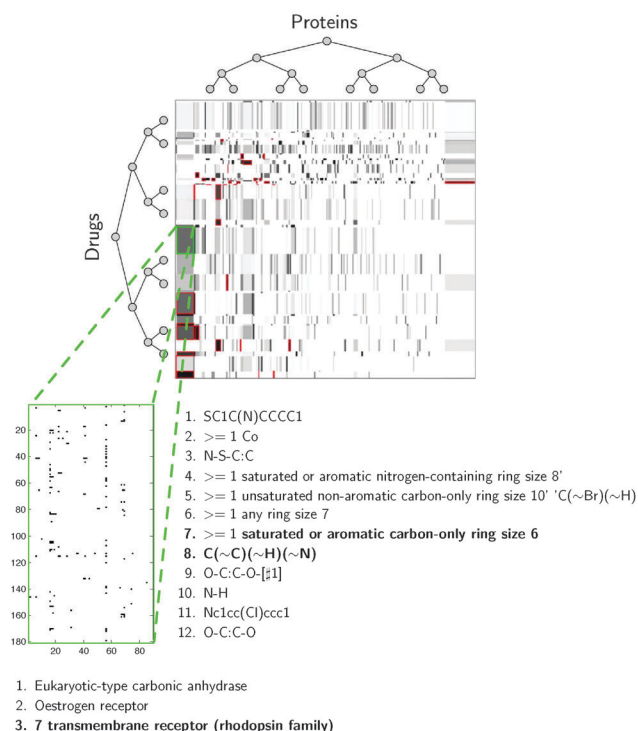 Proteins
Drugs
20
40
60
80
100
120
140
160
180
20 40 60 80
1. SC1C(N)CCCC1
2. >= 1 Co
3. N-S-C:C
4. >= 1 saturated or aromatic nitrogen-containing ring size 8'
5. >= 1 unsaturated non-aromatic carbon-only ring size 10' 'C(~Br)(~H)
6. >= 1 any ring size 7
7. >= 1 saturated or aromatic carbon-only ring size 6
8. C(~C)(~H)(~N)
9. O-C:C-O-[♯1]
10. N-H
11. Nc1cc(Cl)ccc1
12. O-C:C-O
1. Eukaryotic-type carbonic anhydrase
2. Oestrogen receptor
3. 7 transmembrane receptor (rhodopsin family)